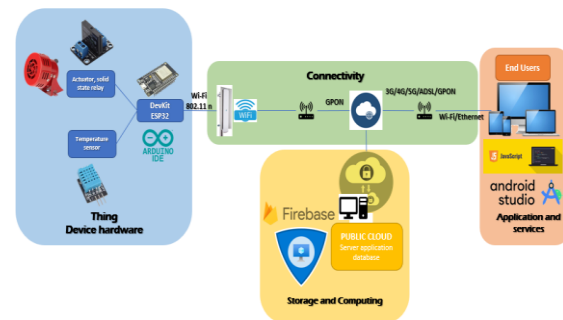 Actuator, solid
state relay
DevKit
ESP32
Temperature
sensor
ARDUINO
IDE
Thing
Device hardware
Wi-Fi
802.11 n
Connectivity
WiFi
GPON
3G/4G/5G/ADSL/GPON
Wi-Fi/Ethernet
Firebase
PUBLIC CLOUD
Server application
database
Storage and Computing
End Users
JavaScript
android
studio
Application and
services